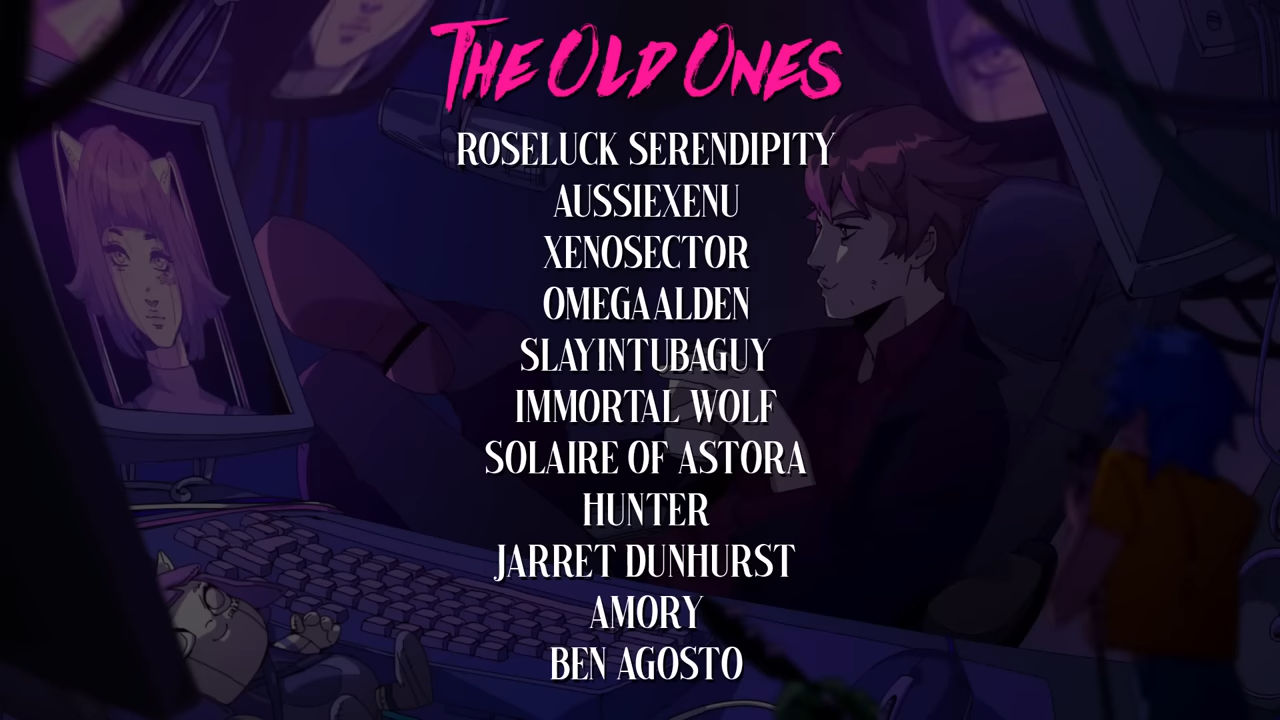 The Old Ones
ROSELUCK SERENDIPITY
AUSSIEXENU
XENOSECTOR
OMEGAALDEN
SLAYINTUBAGUY
IMMORTAL WOLF
SOLAIRE OF ASTORA
HUNTER
JARRET DUNHURST
AMORY
BEN AGOSTO